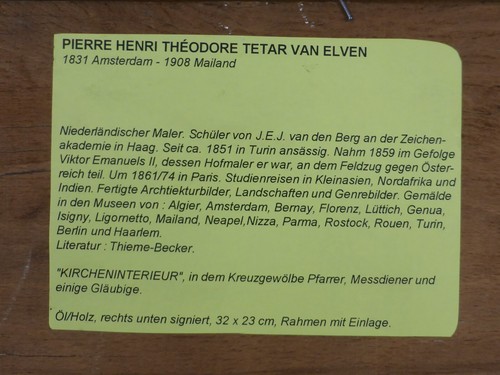 PIERRE HENRI THÉODORE TETAR VAN ELVEN
1831 Amsterdam - 1908 Mailand
Niederländischer Maler. Schüler von J.E.J. van den Berg an der Zeichen-
akademie in Haag. Seit ca. 1851 in Turin ansässig. Nahm 1859 im Gefolge
Viktor Emanuels II, dessen Hofmaler er war, an dem Feldzug gegen Öster-
reich teil. Um 1861/74 in Paris. Studienreisen in Kleinasien, Nordafrika und
Indien. Fertigte Archtiekturbilder, Landschaften und Genrebilder. Gemälde
in den Museen von : Algier, Amsterdam, Bernay, Florenz, Lüttich, Genua,
Isigny, Ligornetto, Mailand, Neapel,Nizza, Parma, Rostock, Rouen, Turin,
Berlin und Haarlem.
Literatur : Thieme-Becker.
"KIRCHENINTERIEUR", in dem Kreuzgewölbe Pfarrer, Messdiener und
einige Gläubige.
Öl/Holz, rechts unten signiert, 32 x 23 cm, Rahmen mit Einlage.